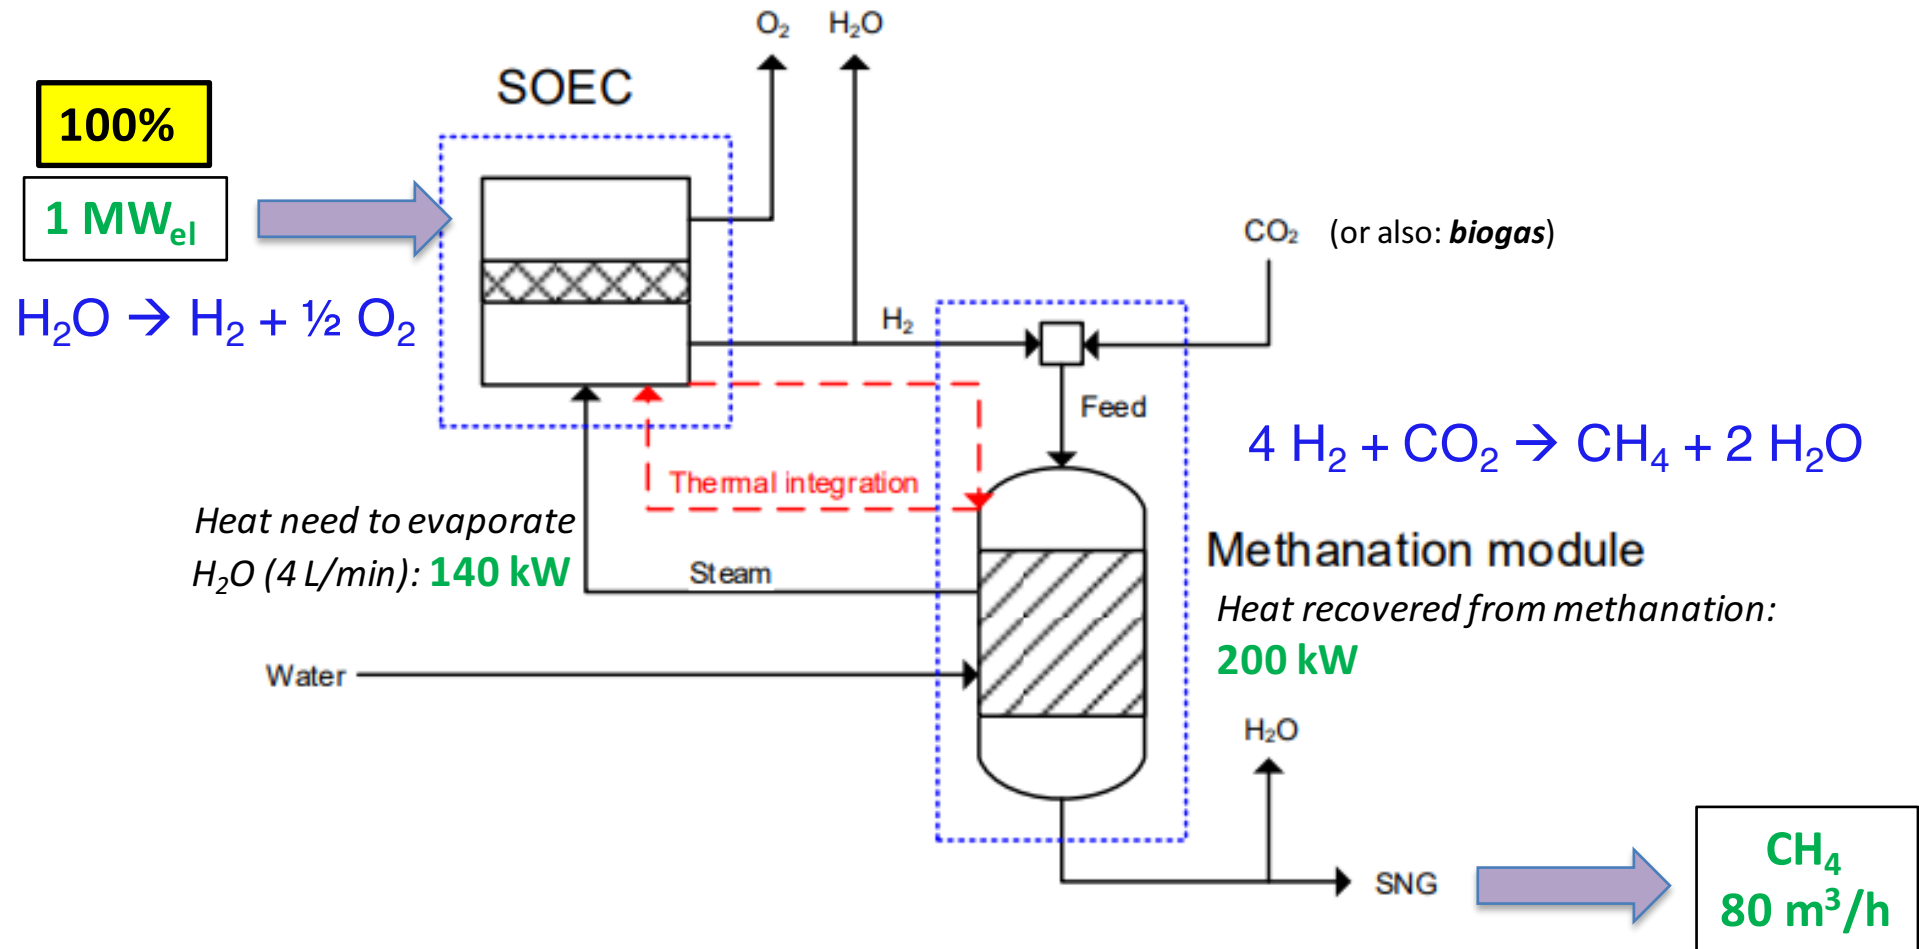 O₂ H₂O
SOEC
100%
1 MWₑₗ
CO₂ (or also: biogas)
H₂O → H₂ + ½ O₂
H₂
Feed
4 H₂ + CO₂ → CH₄ + 2 H₂O
Thermal integration
Heat need to evaporate
H₂O (4 L/min): 140 kW
Steam
Methanation module
Heat recovered from methanation:
200 kW
Water
H₂O
SNG
CH₄
80 m³/h